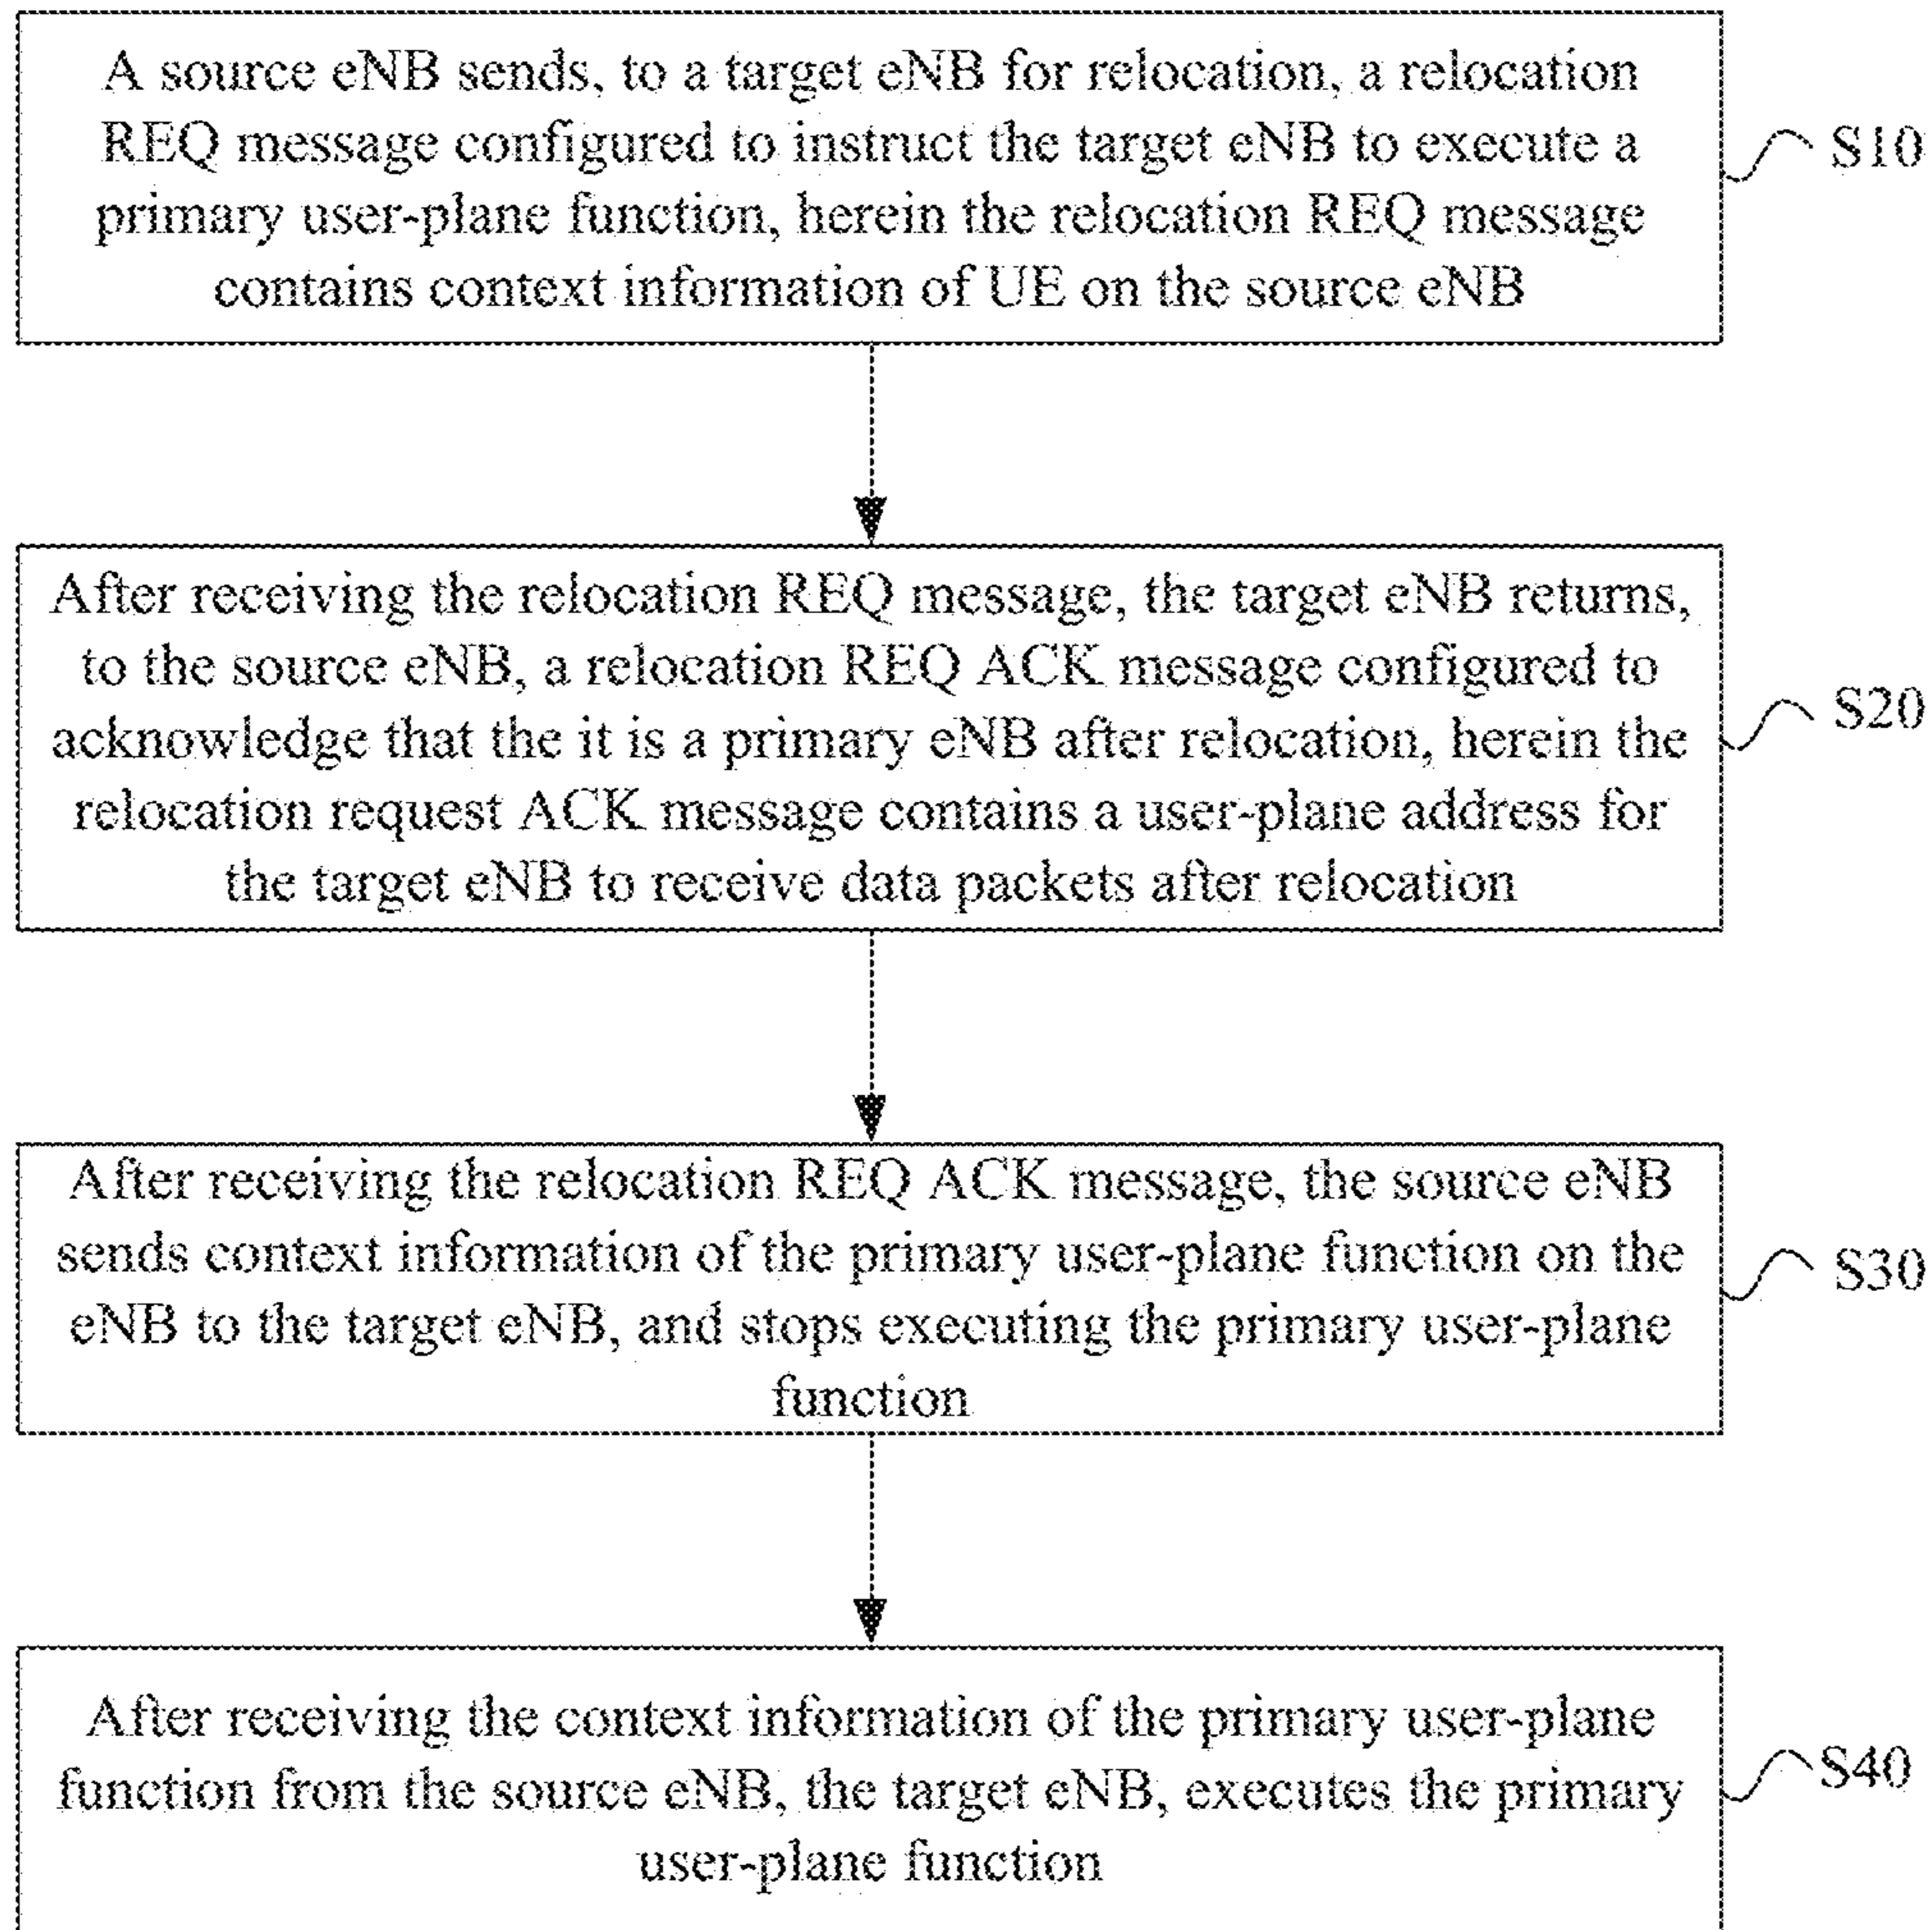 A source eNB sends, to a target eNB for relocation, a relocation
REQ message configured to instruct the target eNB to execute a
primary user-plane function, herein the relocation REQ message
contains context information of UE on the source eNB
S10
After receiving the relocation REQ message, the target eNB returns,
to the source eNB, a relocation REQ ACK message configured to
acknowledge that the it is a primary eNB after relocation, herein the
relocation request ACK message contains a user-plane address for
the target eNB to receive data packets after relocation
S20
After receiving the relocation REQ ACK message, the source eNB
sends context information of the primary user-plane function on the
eNB to the target eNB, and stops executing the primary user-plane
function
S30
After receiving the context information of the primary user-plane
function from the source eNB, the target eNB, executes the primary
user-plane function
S40